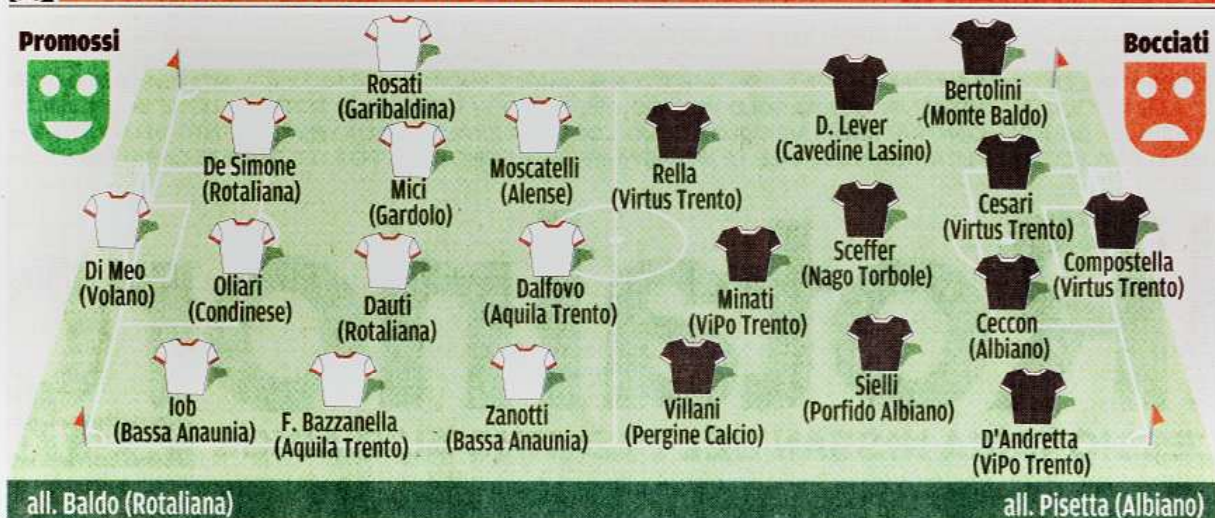 Promossi
Bocciati
Rosati
(Garibaldina)
De Simone
(Rotaliana)
Mici
(Gardolo)
Moscatelli
(Alense)
Di Meo
(Volano)
Oliari
(Condinese)
Dauti
(Rotaliana)
Dalfovo
(Aquila Trento)
Iob
(Bassa Anaunia)
F. Bazzanella
(Aquila Trento)
Zanotti
(Bassa Anaunia)
Bertolini
(Monte Baldo)
D. Lever
(Cavedine Lasino)
Rella
(Virtus Trento)
Cesari
(Virtus Trento)
Sceffer
(Nago Torbole)
Compostella
(Virtus Trento)
Minati
(ViPo Trento)
Ceccon
(Albiano)
Villani
(Pergine Calcio)
Sielli
(Porfido Albiano)
D'Andretta
(ViPo Trento)
all. Baldo (Rotaliana)
all. Pisetta (Albiano)